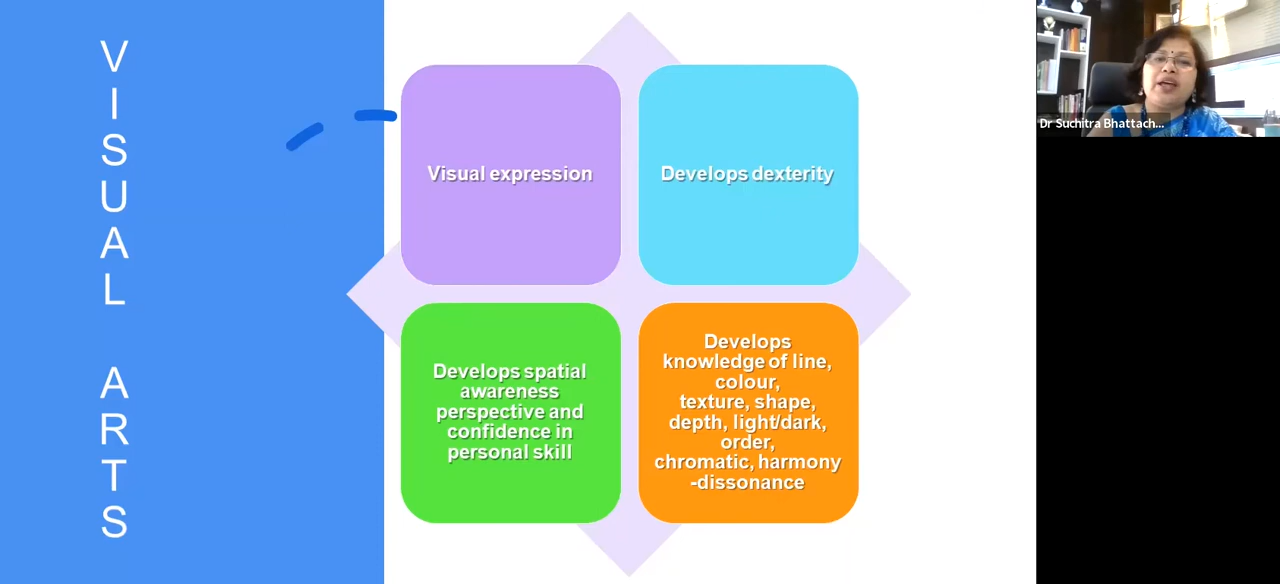 VISUAL ARTS
Visual expression
Develops dexterity
Develops spatial
awareness
perspective and
confidence in
personal skill
Develops
knowledge of line,
colour,
texture, shape,
depth, light/dark,
order,
chromatic, harmony
-dissonance
Dr Suchitra Bhattach...